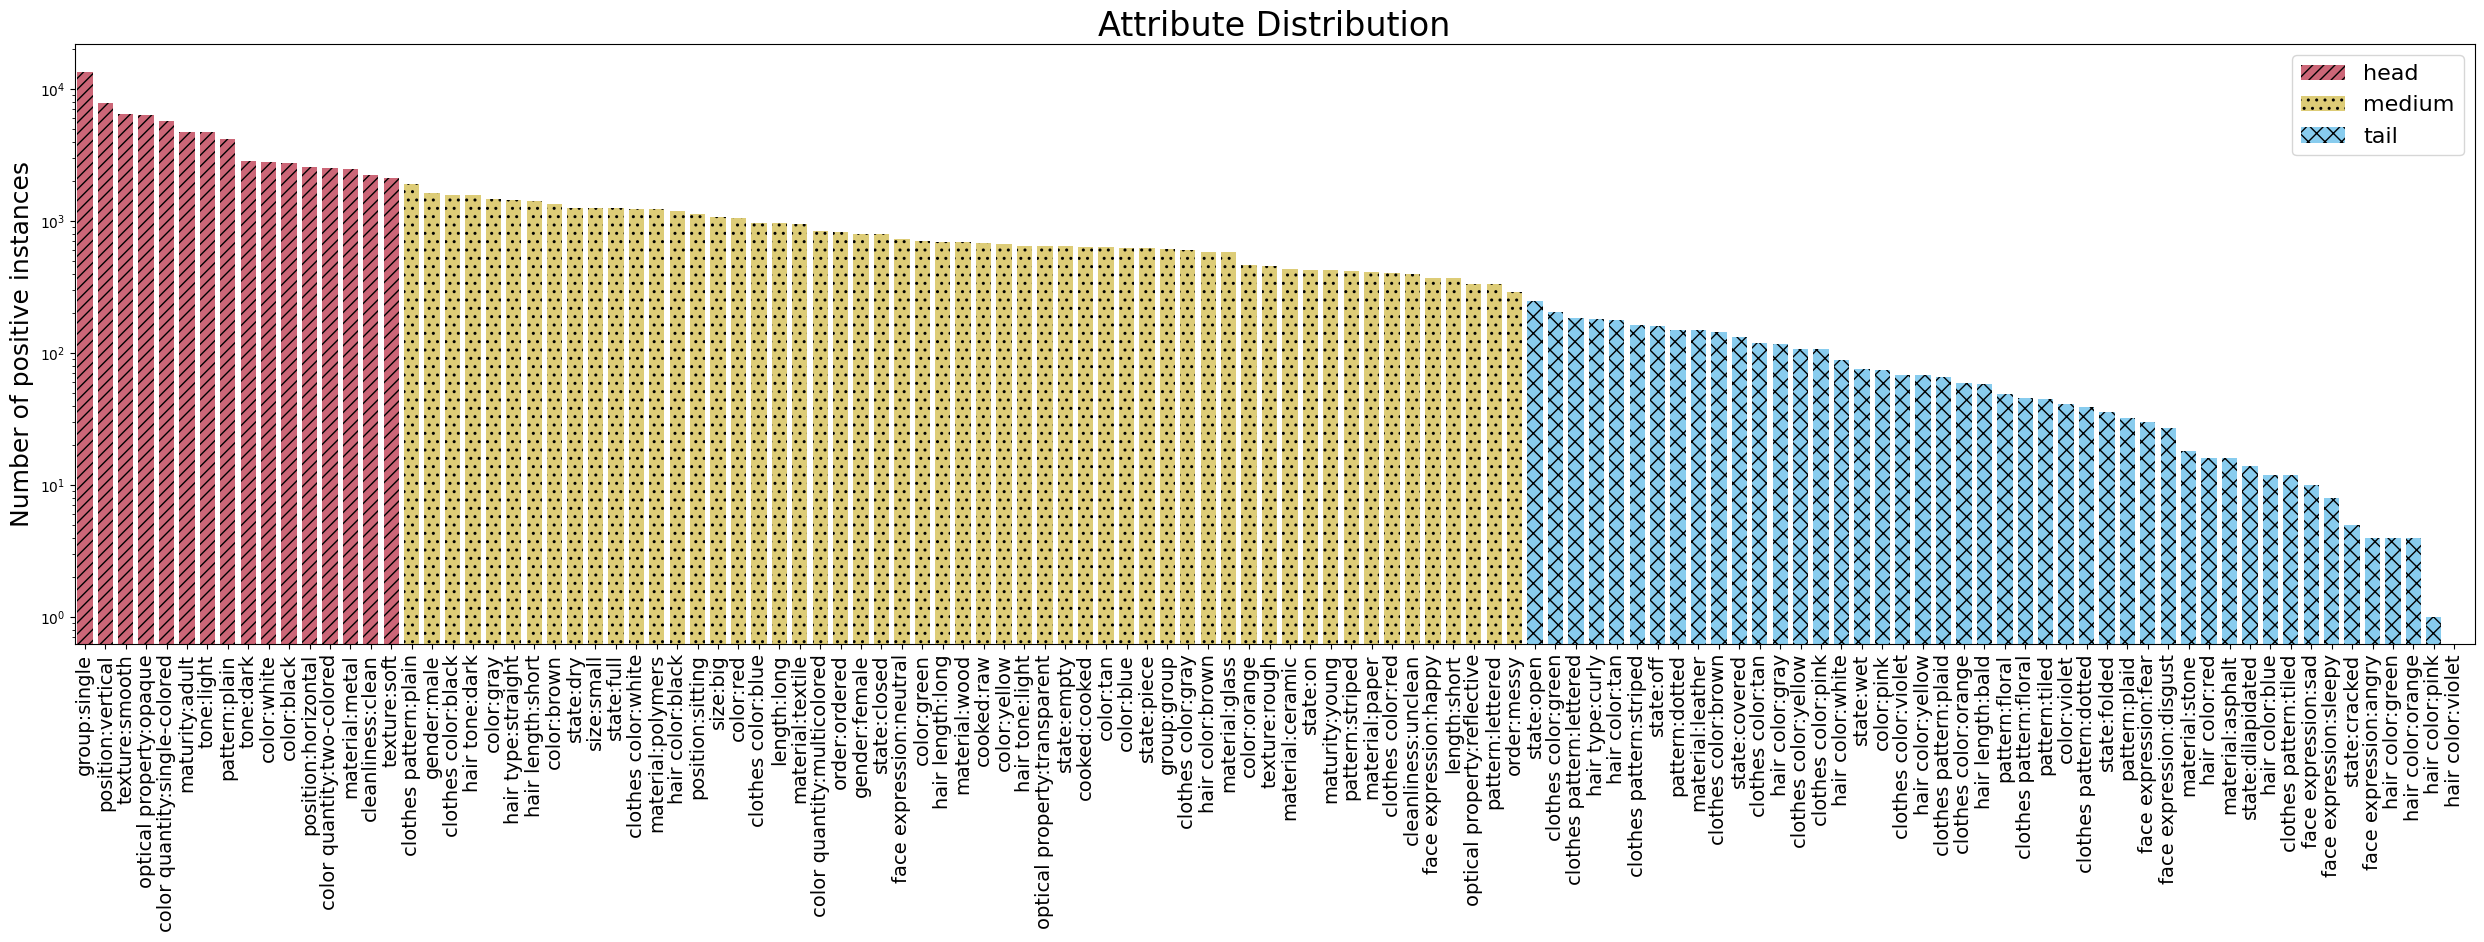 Attribute Distribution
Number of positive instances
10⁴
10³
10²
10¹
10⁰
head
medium
tail
group:single
position:vertical
texture:smooth
optical property:opaque
color quantity:single-colored
maturity:adult
tone:light
pattern:plain
tone:dark
color:white
color:black
position:horizontal
color quantity:two-colored
material:metal
cleanliness:clean
texture:soft
clothes pattern:plain
gender:male
clothes color:black
hair tone:dark
color:gray
hair type:straight
hair length:short
color:brown
state:dry
size:small
state:full
clothes color:white
material:polymers
hair color:black
position:sitting
size:big
color:red
clothes color:blue
length:long
material:textile
color quantity:multicolored
order:ordered
gender:female
state:closed
face expression:neutral
color:green
hair length:long
material:wood
cooked:raw
color:yellow
hair tone:light
optical property:transparent
state:empty
cooked:cooked
color:tan
color:blue
state:piece
group:group
clothes color:gray
hair color:brown
material:glass
color:orange
texture:rough
material:ceramic
state:on
maturity:young
pattern:striped
material:paper
clothes color:red
cleanliness:unclean
face expression:happy
length:short
optical property:reflective
pattern:lettered
order:messy
state:open
clothes color:green
clothes pattern:lettered
hair type:curly
hair color:tan
clothes pattern:striped
state:off
pattern:dotted
material:leather
clothes color:brown
state:covered
clothes color:tan
hair color:gray
clothes color:yellow
clothes color:pink
hair color:white
state:wet
color:pink
clothes color:violet
hair color:yellow
clothes pattern:plaid
clothes color:orange
hair length:bald
pattern:floral
clothes pattern:floral
pattern:tiled
color:violet
clothes pattern:dotted
state:folded
pattern:plaid
face expression:fear
face expression:disgust
material:stone
hair color:red
material:asphalt
state:dilapidated
hair color:blue
clothes pattern:tiled
face expression:sad
face expression:sleepy
state:cracked
face expression:angry
hair color:green
hair color:orange
hair color:pink
hair color:violet